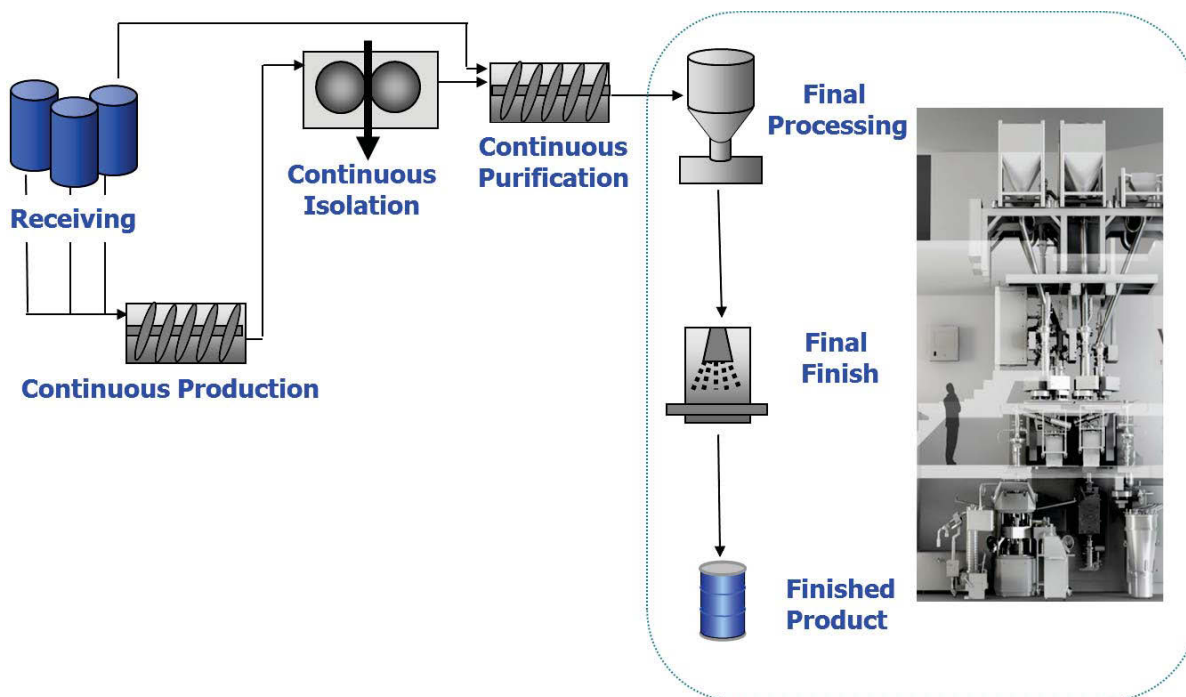 Receiving
Continuous Production
Continuous
Isolation
Continuous
Purification
Final
Processing
Final
Finish
Finished
Product